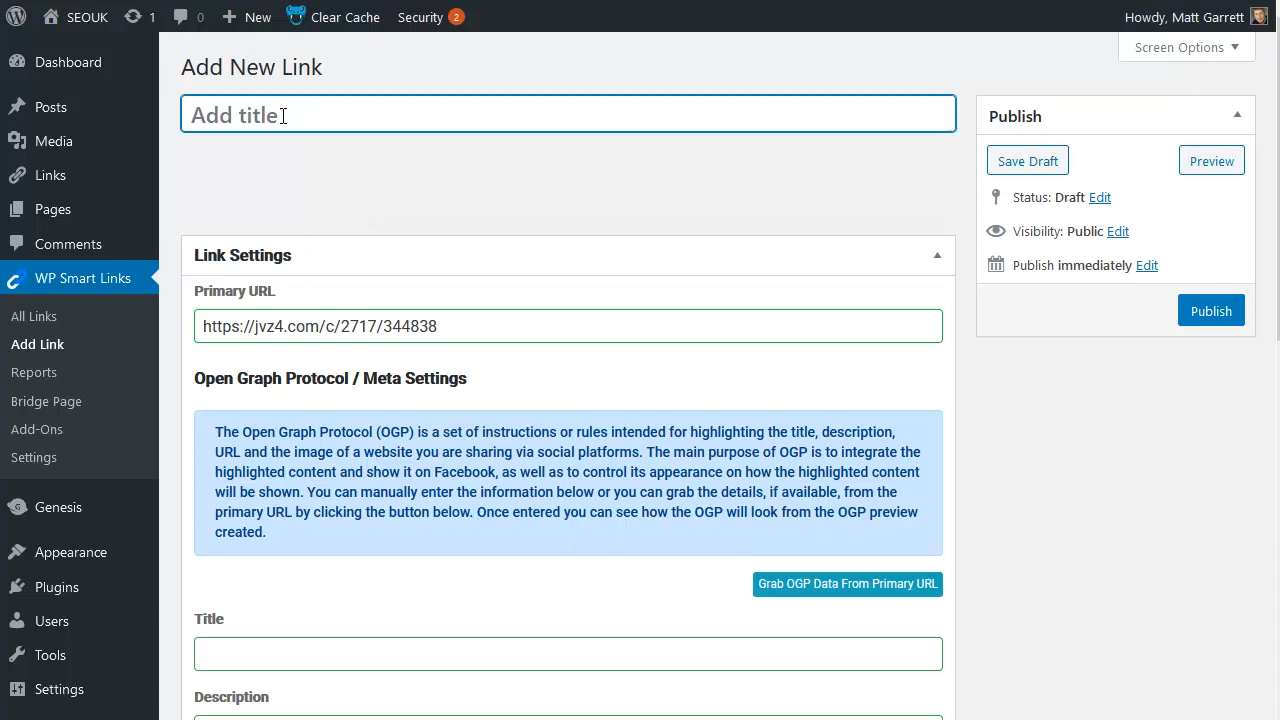 SEOUK 1 0 New Clear Cache Security 2 Howdy, Matt Garrett
Screen Options
Dashboard
Posts
Media
Links
Pages
Comments
WP Smart Links
All Links
Add Link
Reports
Bridge Page
Add-Ons
Settings
Genesis
Appearance
Plugins
Users
Tools
Settings
Add New Link
Add title
Link Settings
Primary URL
https://jvz4.com/c/2717/344838
Open Graph Protocol / Meta Settings
The Open Graph Protocol (OGP) is a set of instructions or rules intended for highlighting the title, description,
URL and the image of a website you are sharing via social platforms. The main purpose of OGP is to integrate the
highlighted content and show it on Facebook, as well as to control its appearance on how the highlighted content
will be shown. You can manually enter the information below or you can grab the details, if available, from the
primary URL by clicking the button below. Once entered you can see how the OGP will look from the OGP preview
created.
Grab OGP Data From Primary URL
Title
Description
Publish
Save Draft Preview
Status: Draft Edit
Visibility: Public Edit
Publish immediately Edit
Publish